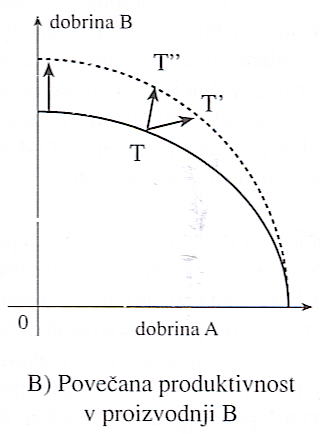 dobrina B
T''
T'
T
0
dobrina A
B) Povečana produktivnost
v proizvodnji B